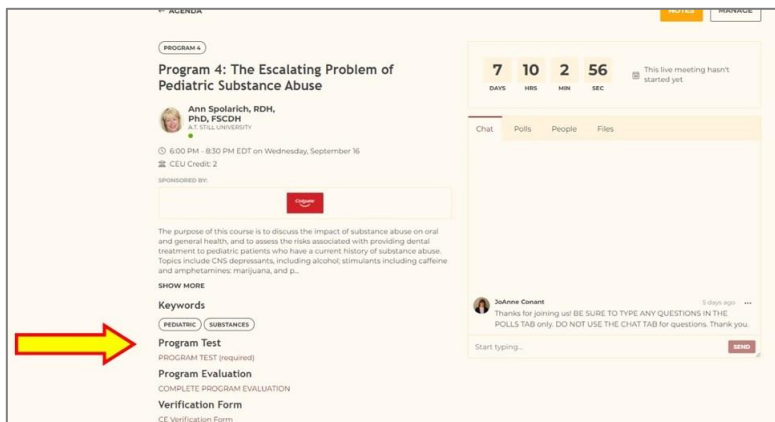 ← AGENDA
NOTES
MANAGE
PROGRAM 4
Program 4: The Escalating Problem of
Pediatric Substance Abuse
Ann Spolarich, RDH,
PhD, FSCDH
A.T. STILL UNIVERSITY
6:00 PM - 8:30 PM EDT on Wednesday, September 16
CEU Credit: 2
SPONSORED BY:
Colgate
The purpose of this course is to discuss the impact of substance abuse on oral
and general health, and to assess the risks associated with providing dental
treatment to pediatric patients who have a current history of substance abuse.
Topics include CNS depressants, including alcohol; stimulants including caffeine
and amphetamines; marijuana, and p...
SHOW MORE
Keywords
PEDIATRIC SUBSTANCES
Program Test
PROGRAM TEST (required)
Program Evaluation
COMPLETE PROGRAM EVALUATION
Verification Form
CE Verification Form
7 10 2 56
DAYS HRS MIN SEC
This live meeting hasn't
started yet
Chat Polls People Files
JoAnne Conant 5 days ago ...
Thanks for joining us! BE SURE TO TYPE ANY QUESTIONS IN THE
POLLS TAB only. DO NOT USE THE CHAT TAB for questions. Thank you.
Start typing... SEND